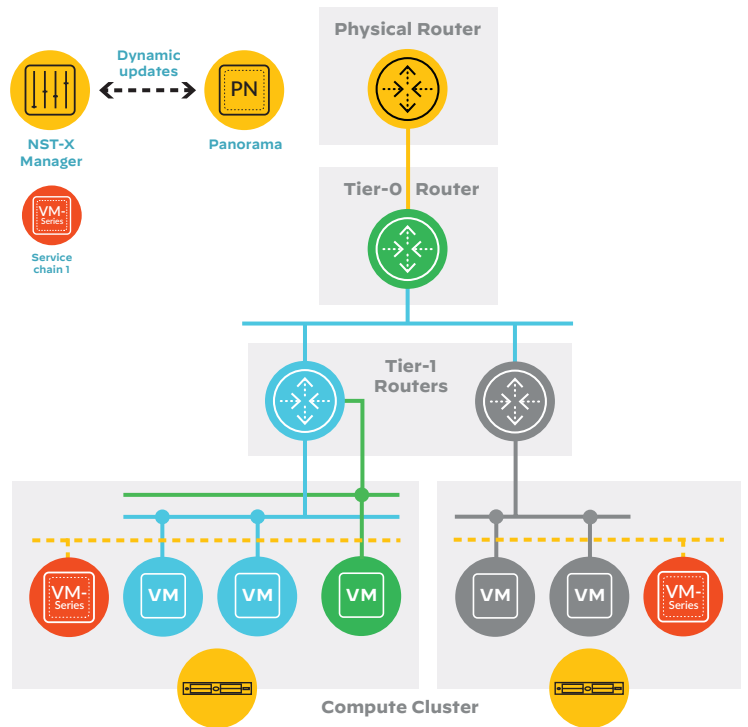 Physical Router
Dynamic
updates
PN
NST-X
Manager
Panorama
VM-
Series
Service
chain 1
Tier-0 Router
Tier-1
Routers
VM-
Series
VM
VM
VM
VM
VM
VM-
Series
Compute Cluster